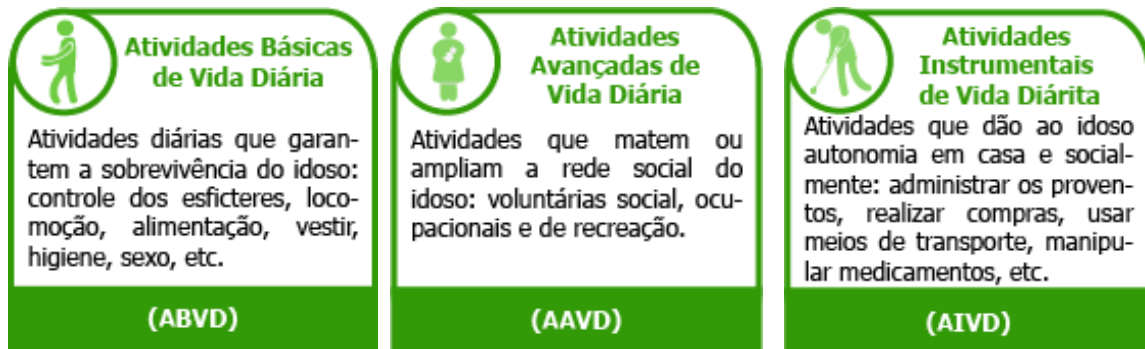 Atividades Básicas
de Vida Diária
Atividades diárias que garan-
tem a sobrevivência do idoso:
controle dos esficteres, loco-
moção, alimentação, vestir,
higiene, sexo, etc.
(ABVD)
Atividades
Avançadas de
Vida Diária
Atividades que matem ou
ampliam a rede social do
idoso: voluntárias social, ocu-
pacionais e de recreação.
(AAVD)
Atividades
Instrumentais
de Vida Diárita
Atividades que dão ao idoso
autonomia em casa e social-
mente: administrar os proven-
tos, realizar compras, usar
meios de transporte, manipu-
lar medicamentos, etc.
(AIVD)